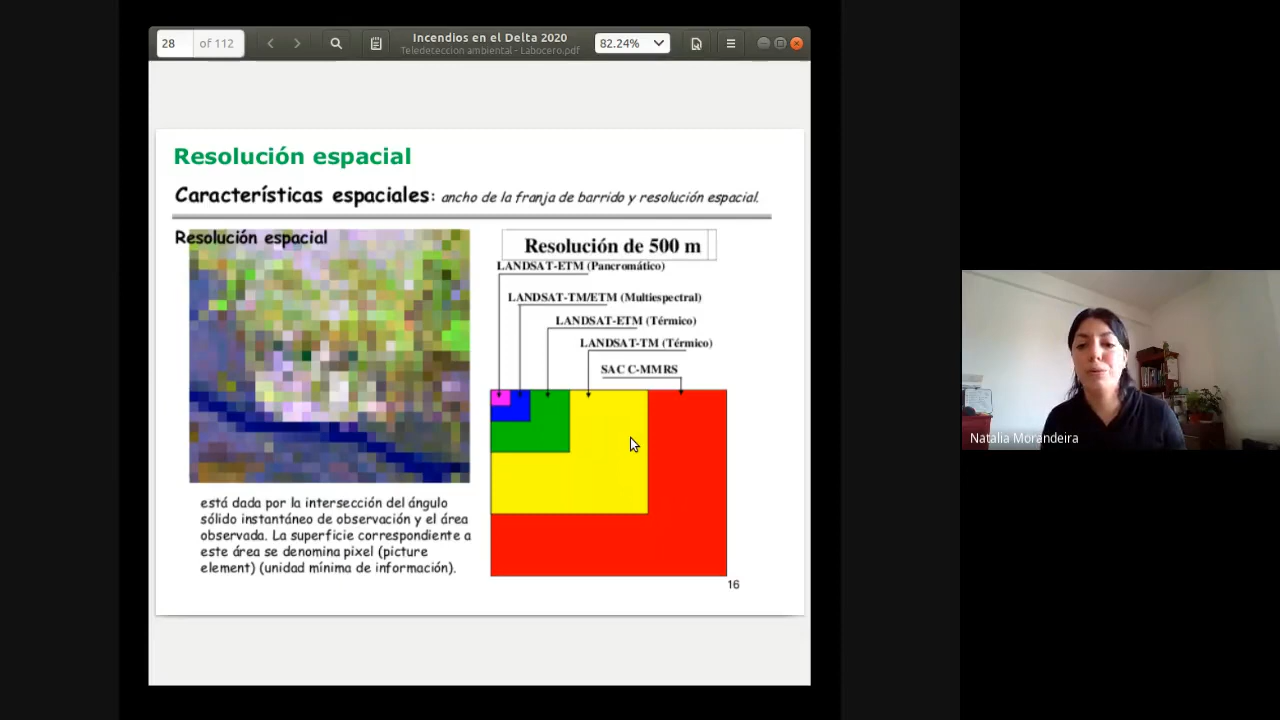 28
of 112
Incendios en el Delta 2020
Teledeteccion ambiental - Labocero.pdf
82.24%
Resolución espacial
Características espaciales: ancho de la franja de barrido y resolución espacial.
Resolución espacial
está dada por la intersección del ángulo
sólido instantáneo de observación y el área
observada. La superficie correspondiente a
este área se denomina pixel (picture
element) (unidad mínima de información).
Resolución de 500 m
LANDSAT-ETM (Pancromático)
LANDSAT-TM/ETM (Multiespectral)
LANDSAT-ETM (Térmico)
LANDSAT-TM (Térmico)
SAC C-MMRS
16
Natalia Morandeira